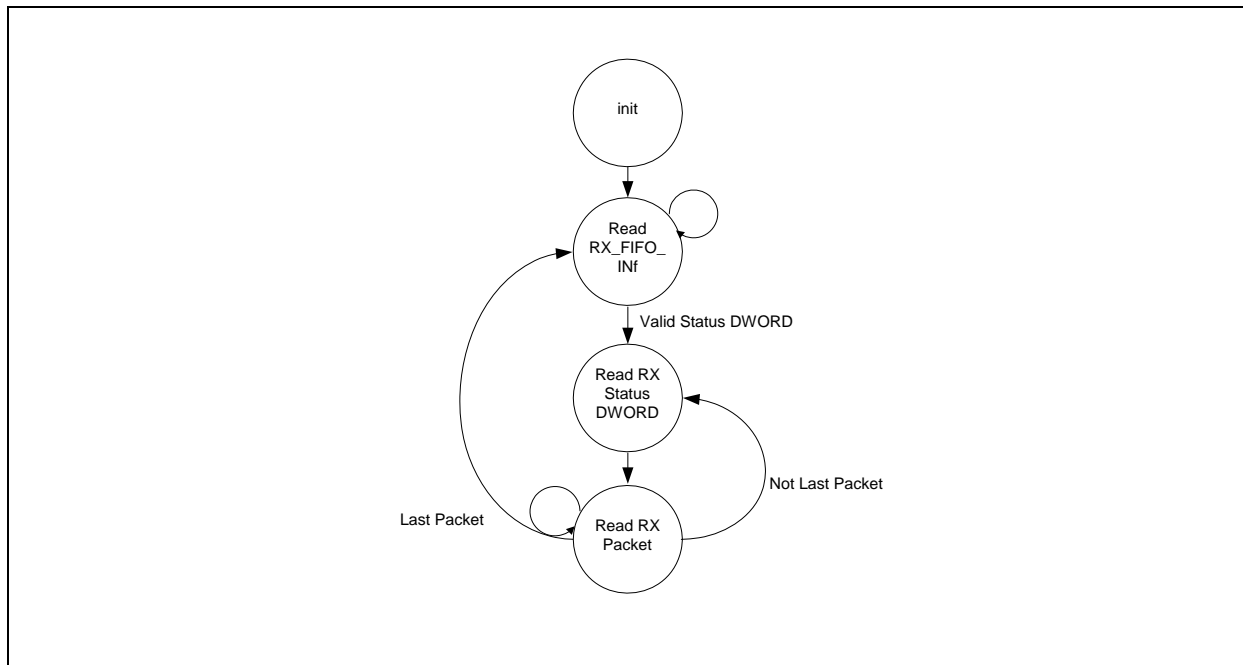 init
Read
RX_FIFO_
INf
Valid Status DWORD
Read RX
Status
DWORD
Not Last Packet
Last Packet
Read RX
Packet